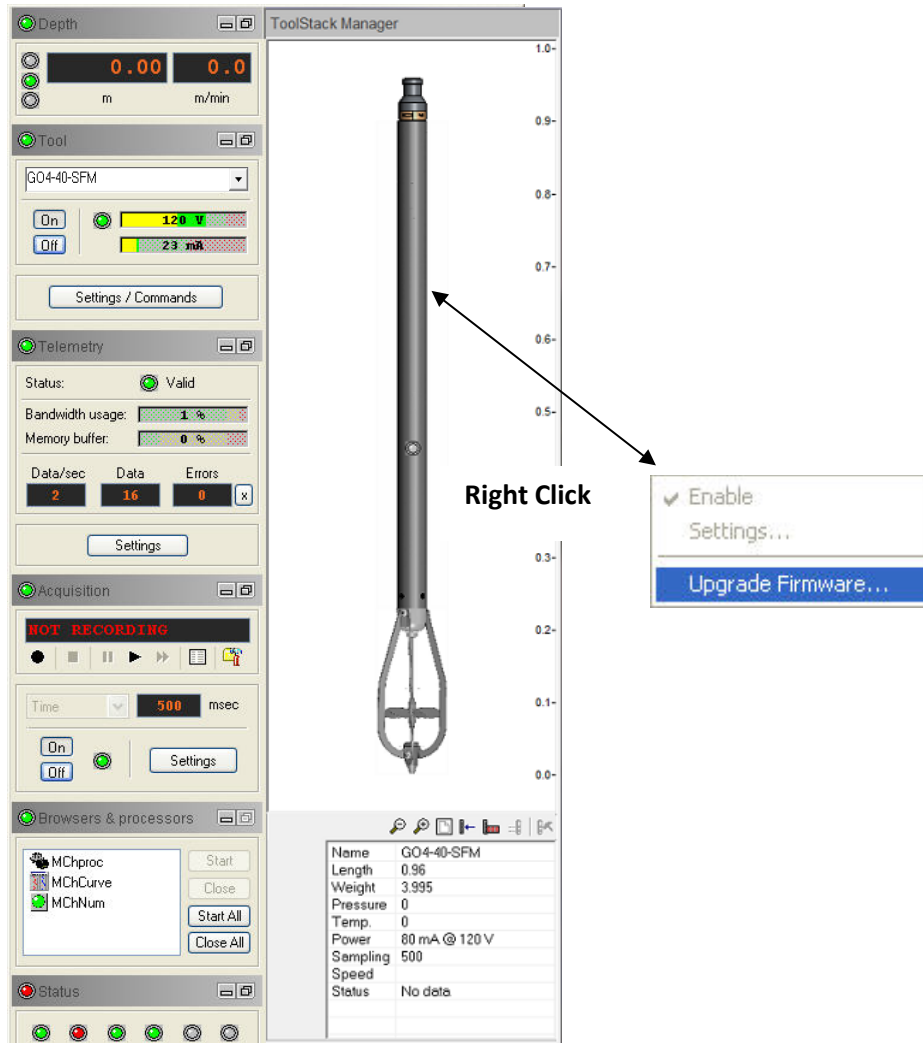 Depth
0.00 0.0
m m/min
Tool
GO4-40-SFM
On
120 V
Off
23 mA
Settings / Commands
Telemetry
Status: Valid
Bandwidth usage: 1 %
Memory buffer: 0 %
Data/sec Data Errors
2 16 0 x
Settings
Acquisition
NOT RECORDING
Time 500 msec
On
Off
Settings
Browsers & processors
MChproc
MChCurve
MChNum
Start
Close
Start All
Close All
Status
ToolStack Manager
1.0-
0.9-
0.8-
0.7-
0.6-
0.5-
0.3-
0.2-
0.1-
0.0-
Right Click
Enable
Settings...
Upgrade Firmware...
Name GO4-40-SFM
Length 0.96
Weight 3.995
Pressure 0
Temp. 0
Power 80 mA @ 120 V
Sampling 500
Speed
Status No data